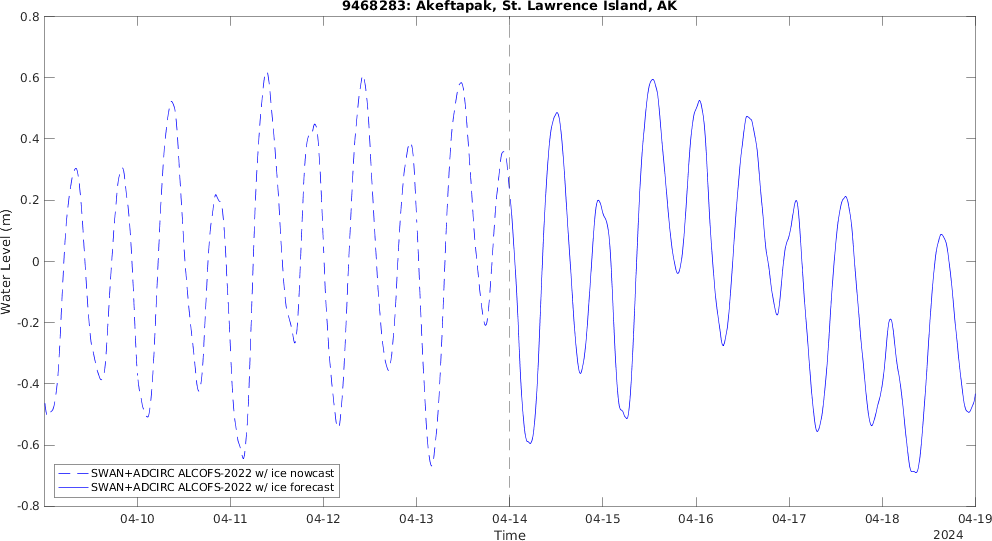 9468283: Akeftapak, St. Lawrence Island, AK
Water Level (m)
0.8
0.6
0.4
0.2
0
-0.2
-0.4
-0.6
-0.8
SWAN+ADCIRC ALCOFS-2022 w/ ice nowcast
SWAN+ADCIRC ALCOFS-2022 w/ ice forecast
04-10 04-11 04-12 04-13 04-14 04-15 04-16 04-17 04-18 04-19
Time
2024